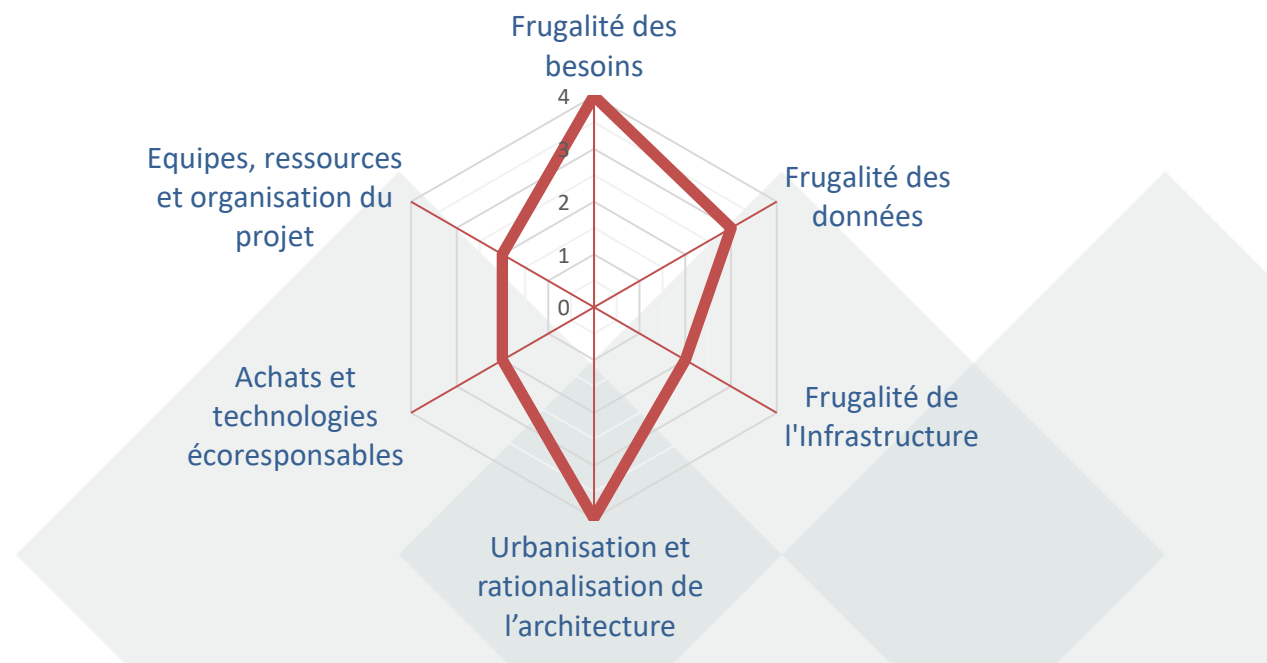 Frugalité des
besoins
4
3
2
1
0
Frugalité des
données
Frugalité de
l'Infrastructure
Urbanisation et
rationalisation de
l’architecture
Achats et
technologies
écoresponsables
Equipes, ressources
et organisation du
projet